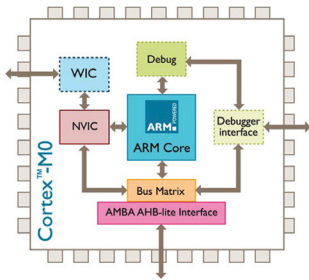 WIC
Debug
NVIC
ARM
POWERED
ARM Core
Debugger
interface
Bus Matrix
AMBA AHB-lite Interface
Cortex™-M0